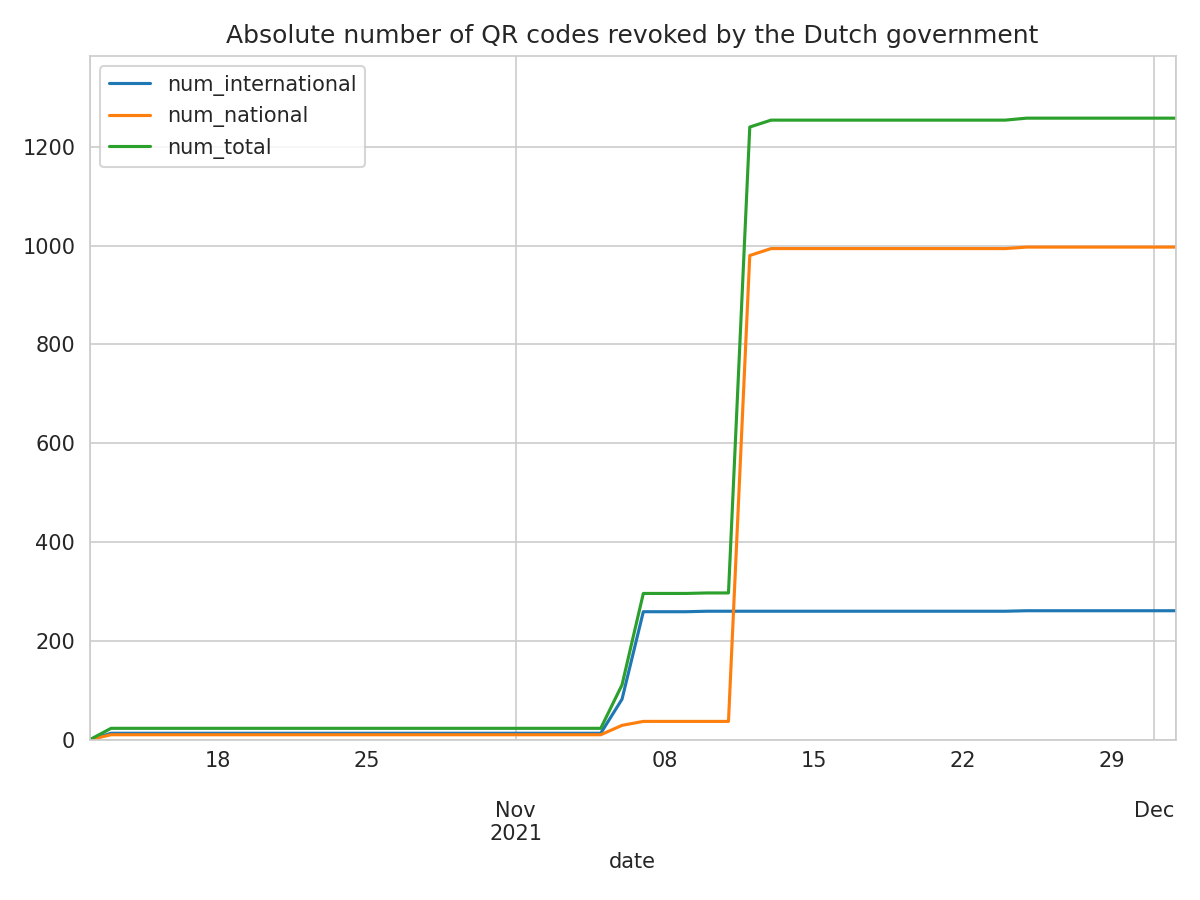 Absolute number of QR codes revoked by the Dutch government
num_international
num_national
num_total
1200
1000
800
600
400
200
0
18 25 08 15 22 29
Nov Dec
2021
date